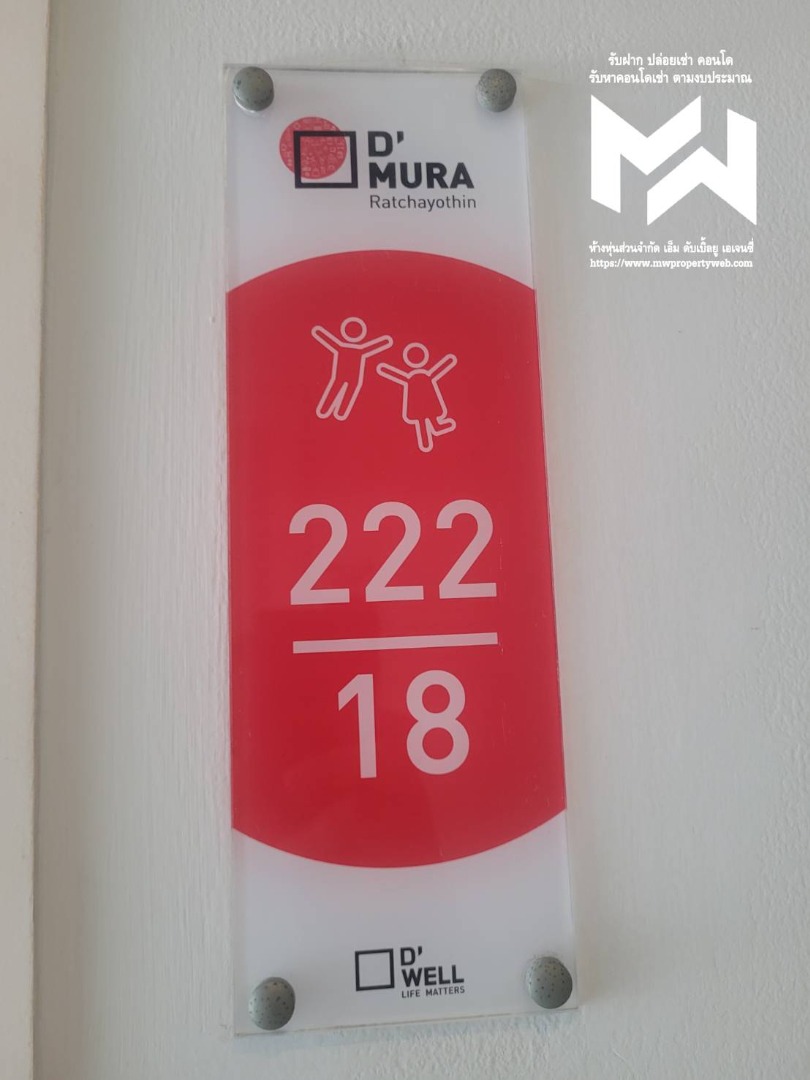 รับฝาก ปล่อยเช่า คอนโด
รับหาคอนโดเช่า ตามงบประมาณ
MW
ห้างหุ้นส่วนจำกัด เอ็ม ดับเบิ้ลยู เอเจนซี่
https://www.mwpropertyweb.com
D'
MURA
Ratchayothin
222
18
D'
WELL
LIFE MATTERS